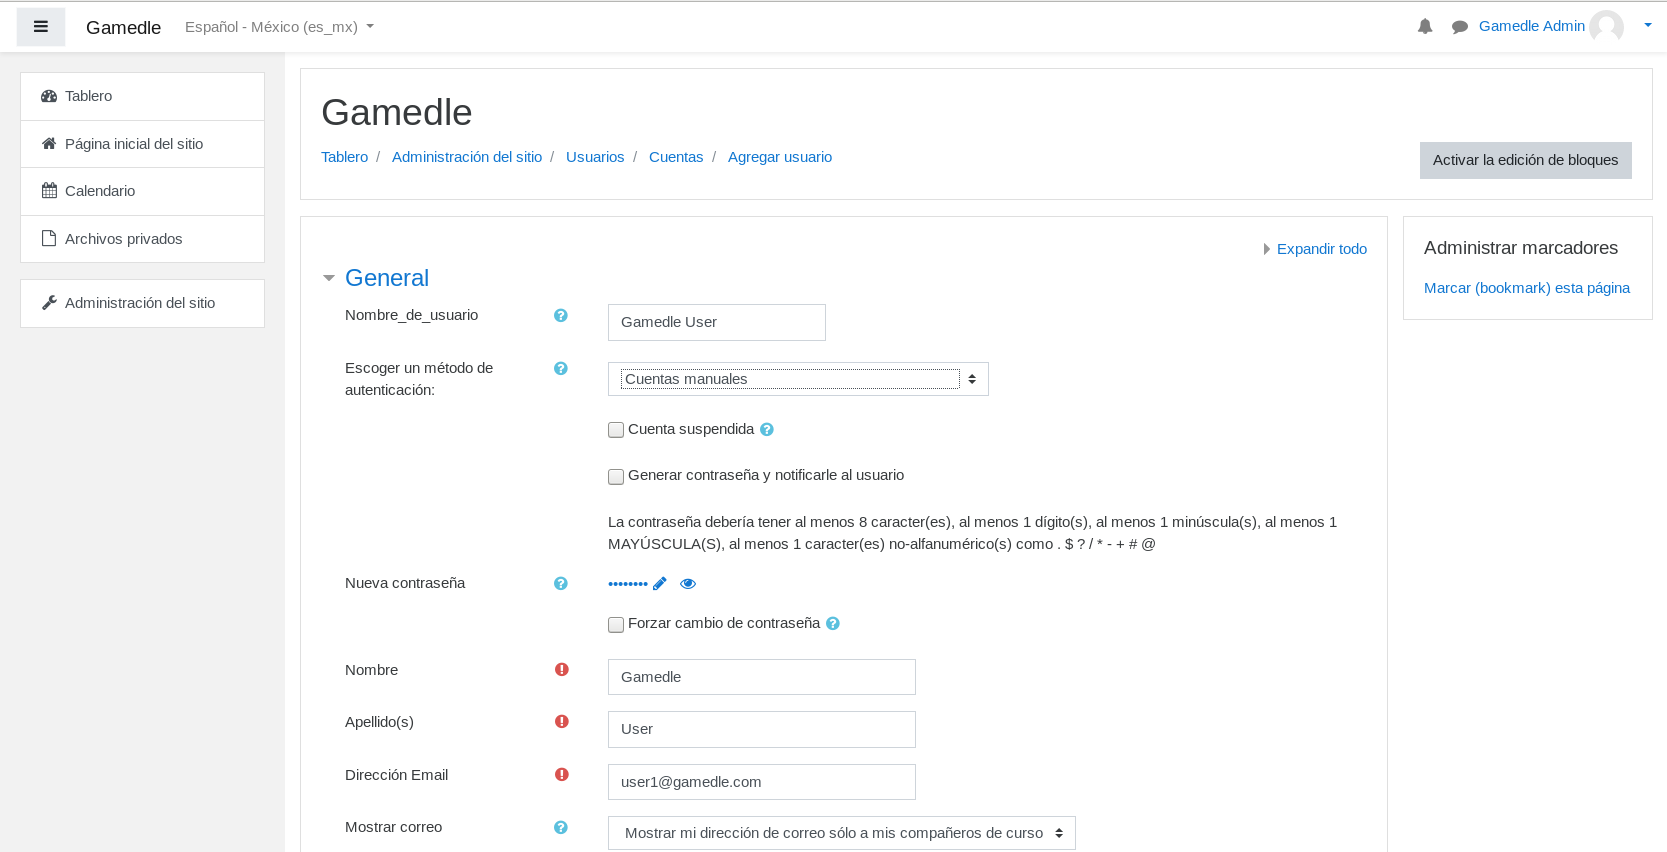 Gamedle
Español - México (es_mx)
Gamedle Admin
Tablero
Página inicial del sitio
Calendario
Archivos privados
Administración del sitio
Gamedle
Tablero / Administración del sitio / Usuarios / Cuentas / Agregar usuario
Activar la edición de bloques
Expandir todo
General
Nombre_de_usuario
Gamedle User
Escoger un método de
autenticación:
Cuentas manuales
Cuenta suspendida
Generar contraseña y notificarle al usuario
La contraseña debería tener al menos 8 caracter(es), al menos 1 dígito(s), al menos 1 minúscula(s), al menos 1
MAYÚSCULA(S), al menos 1 caracter(es) no-alfanumérico(s) como . $ ? / * - + # @
Nueva contraseña
••••••••
Forzar cambio de contraseña
Nombre
Gamedle
Apellido(s)
User
Dirección Email
user1@gamedle.com
Mostrar correo
Mostrar mi dirección de correo sólo a mis compañeros de curso
Administrar marcadores
Marcar (bookmark) esta página